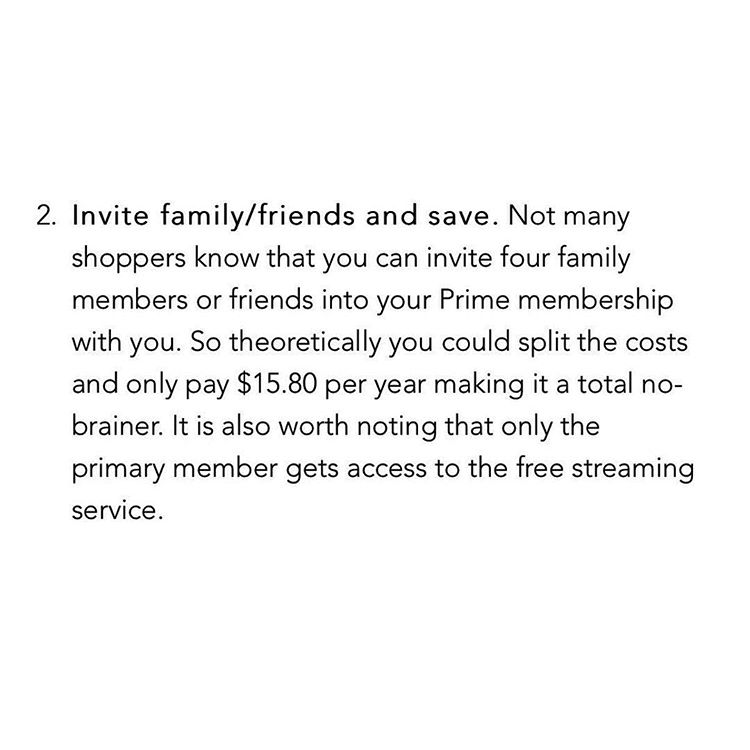 2. Invite family/friends and save. Not many
shoppers know that you can invite four family
members or friends into your Prime membership
with you. So theoretically you could split the costs
and only pay $15.80 per year making it a total no-
brainer. It is also worth noting that only the
primary member gets access to the free streaming
service.